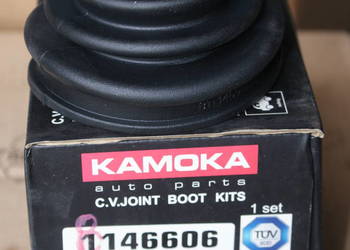 KAMOKA
auto parts
C.V.JOINT BOOT KITS
1 set
1146606
TÜV